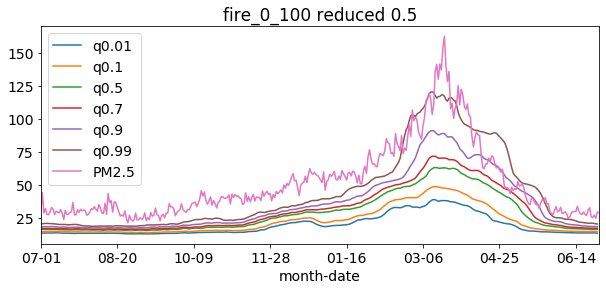 fire_0_100 reduced 0.5
q0.01
q0.1
q0.5
q0.7
q0.9
q0.99
PM2.5
150
125
100
75
50
25
07-01 08-20 10-09 11-28 01-16 03-06 04-25 06-14
month-date